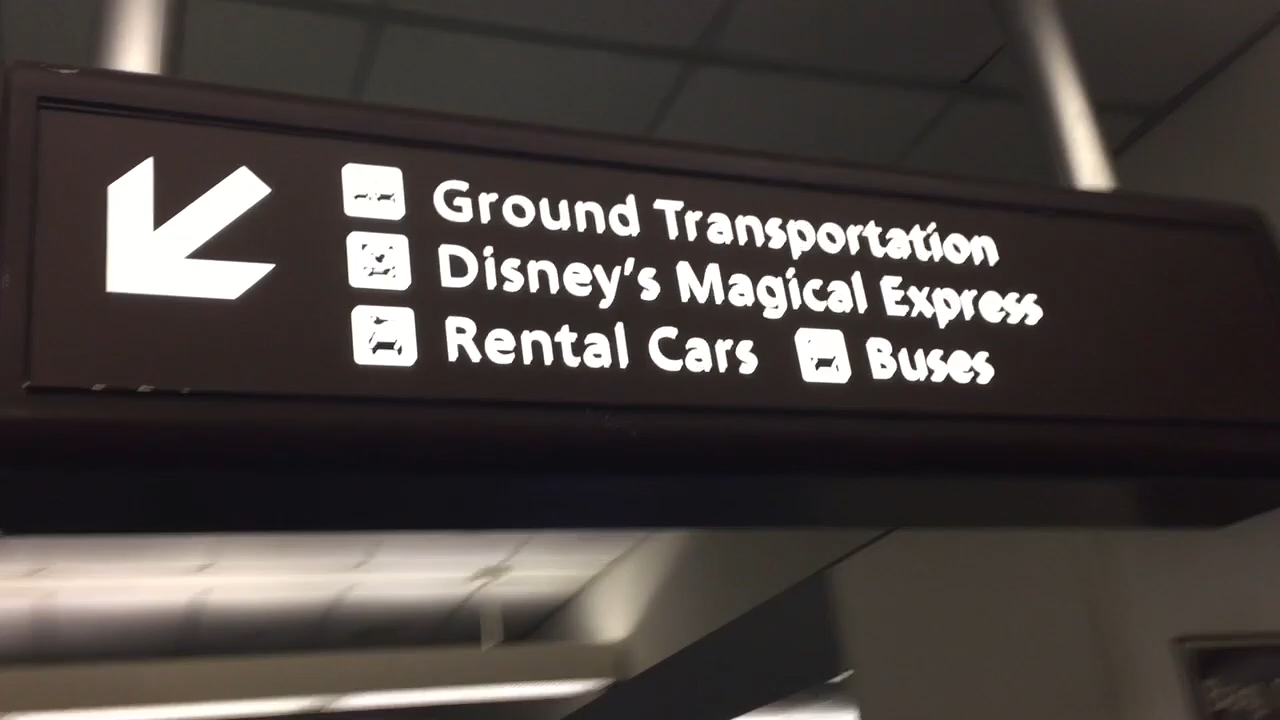 Ground Transportation
Disney's Magical Express
Rental Cars Buses